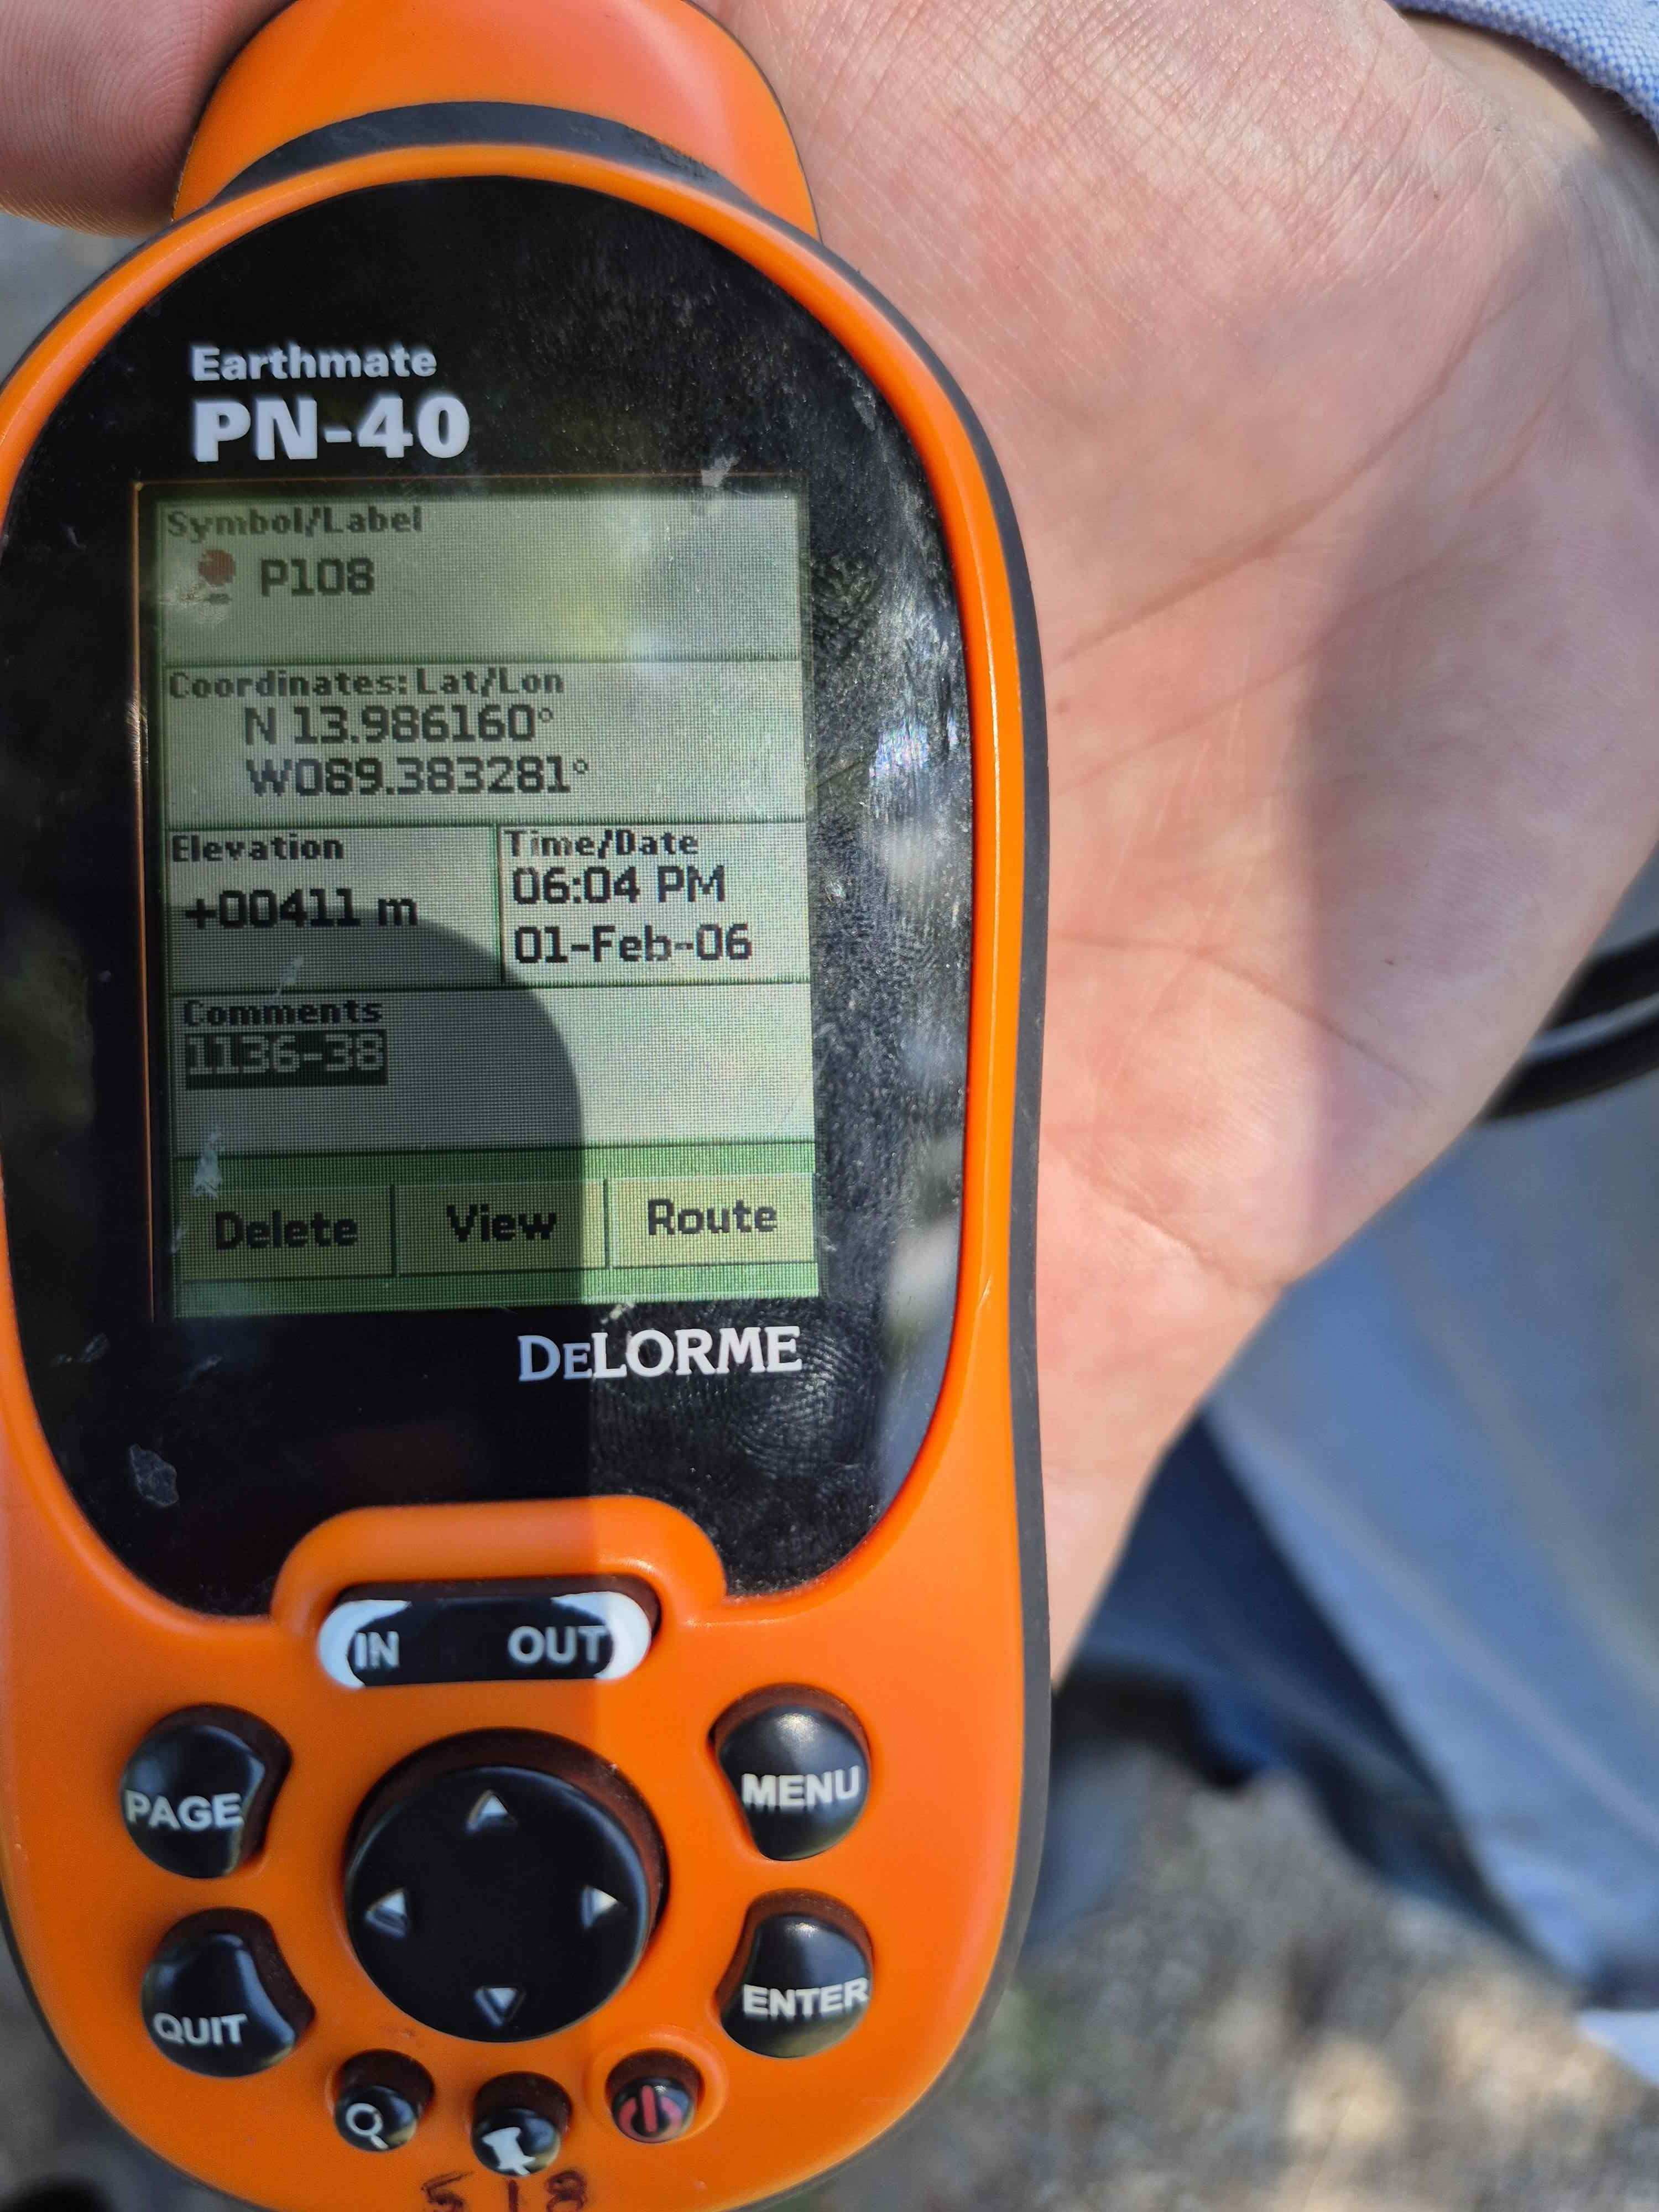 Earthmate
PN-40
Symbol/Label
P108
Coordinates: Lat/Lon
N 13.986160°
W089.383281°
Elevation
+00411 m
Time/Date
06:04 PM
01-Feb-06
Comments
1136-38
Delete View Route
DeLORME
IN OUT
PAGE MENU
QUIT ENTER
518